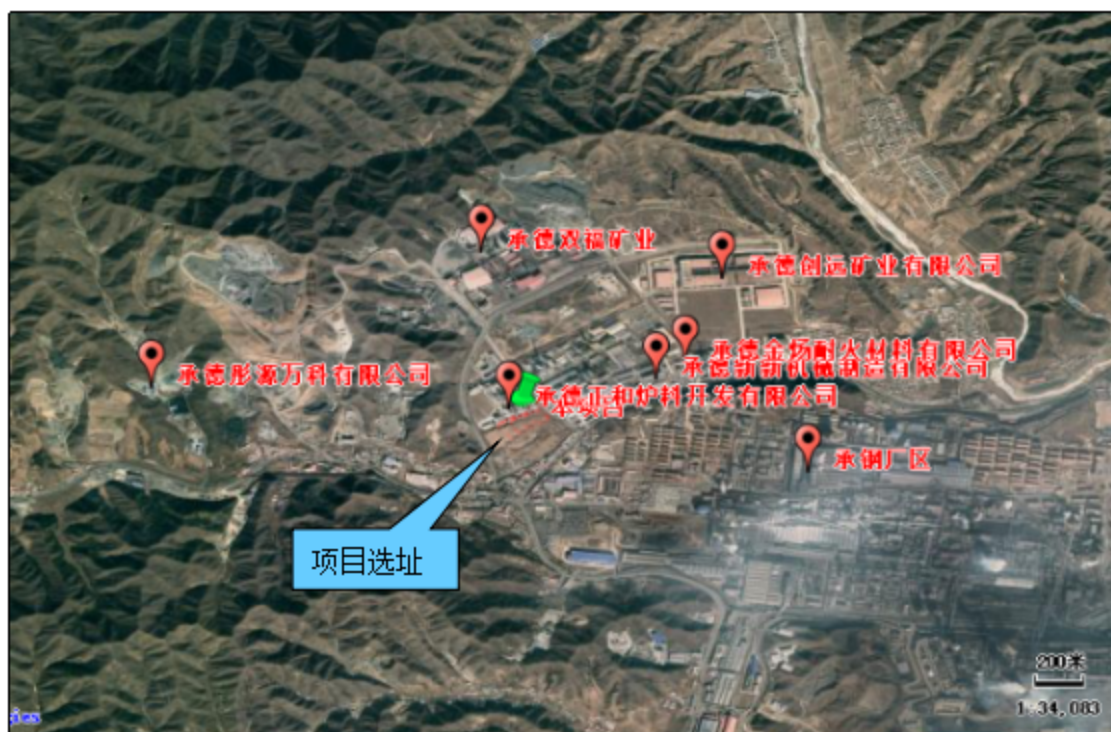 承德双福矿业
承德创远矿业有限公司
承德金杨耐火材料有限公司
承德新新机械制造有限公司
承德彤源万科有限公司
承德正和炉料开发有限公司
本项目
承钢厂区
项目选址
200米
1:34,083